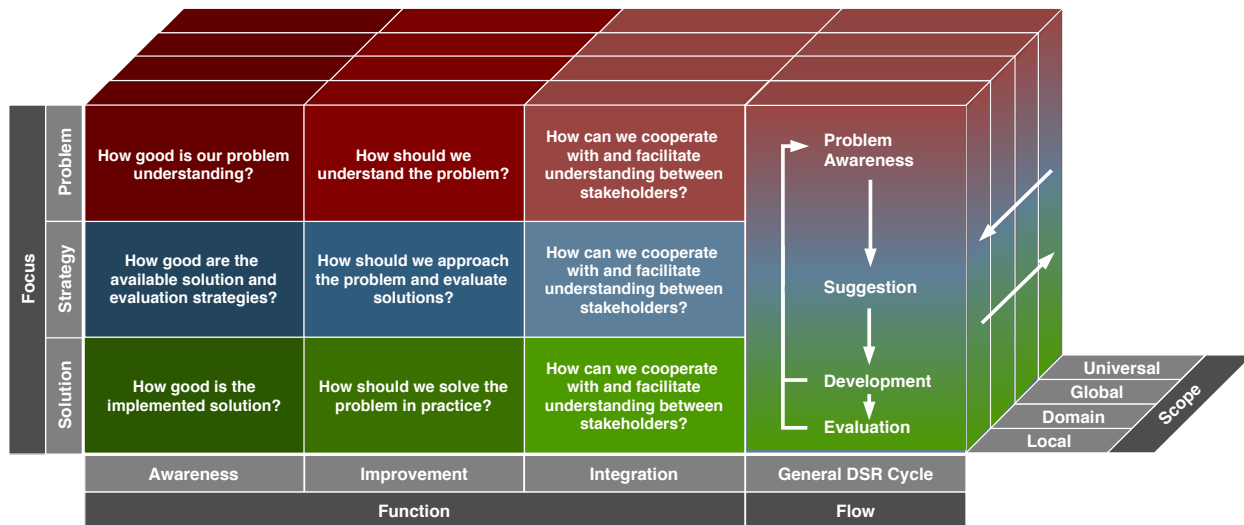 Focus
Problem
How good is our problem
understanding?
How should we
understand the problem?
How can we cooperate
with and facilitate
understanding between
stakeholders?
Problem
Awareness
Strategy
How good are the
available solution and
evaluation strategies?
How should we approach
the problem and evaluate
solutions?
How can we cooperate
with and facilitate
understanding between
stakeholders?
Suggestion
Solution
How good is the
implemented solution?
How should we solve the
problem in practice?
How can we cooperate
with and facilitate
understanding between
stakeholders?
Development
Evaluation
Universal
Global
Domain
Local
Scope
Awareness
Improvement
Integration
General DSR Cycle
Function
Flow